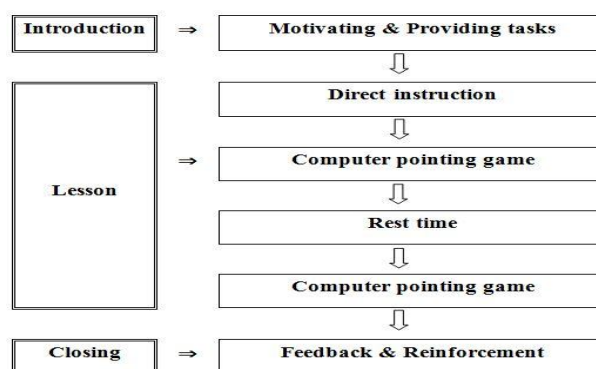 Introduction ⇒ Motivating & Providing tasks
Direct instruction
Lesson ⇒ Computer pointing game
Rest time
Computer pointing game
Closing ⇒ Feedback & Reinforcement